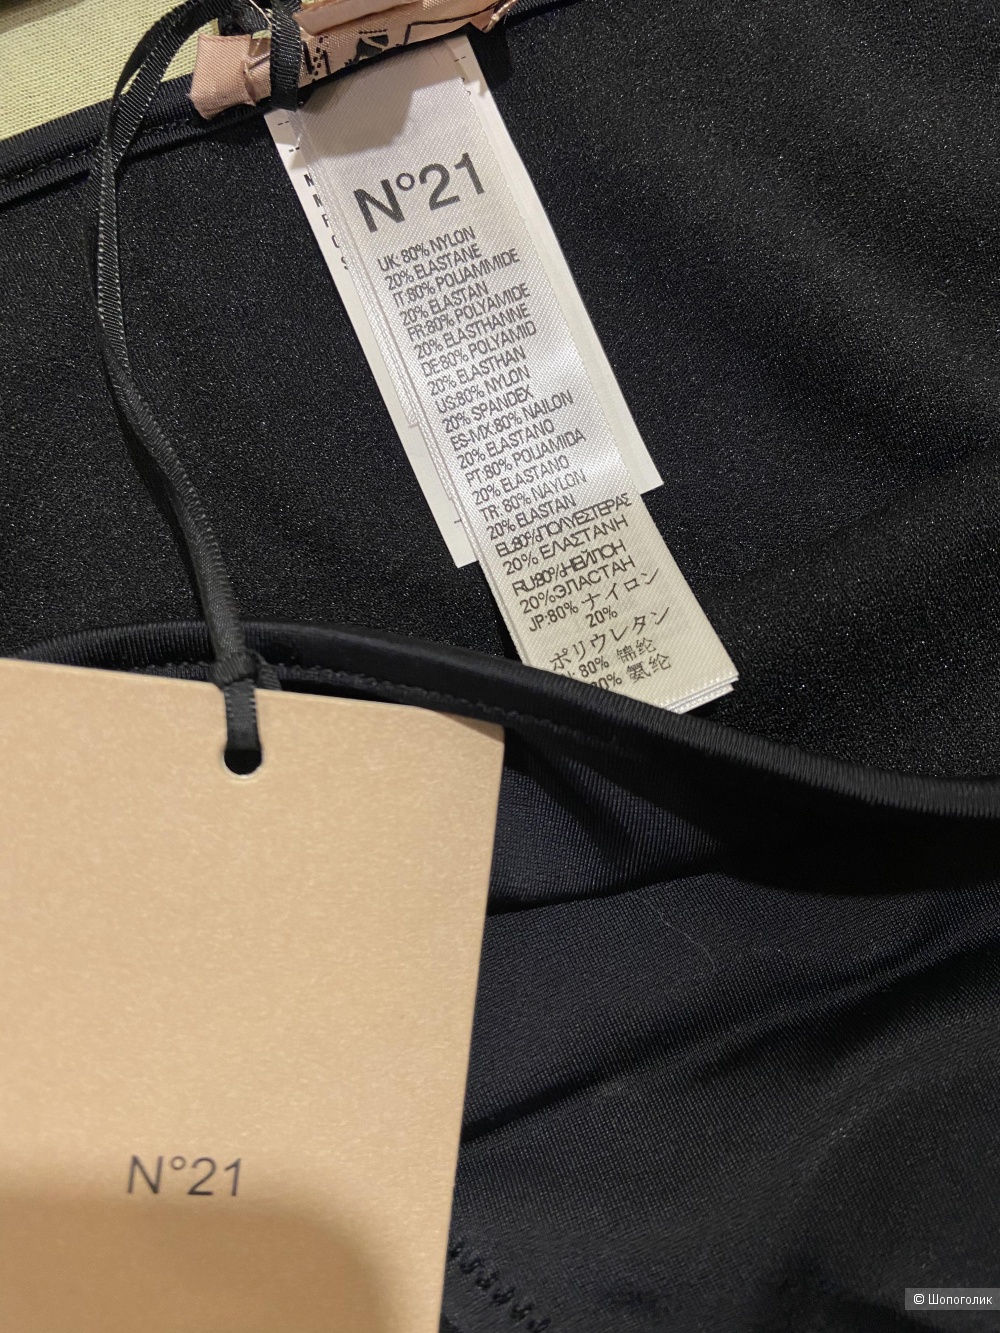 N°21
UK: 80% NYLON
20% ELASTANE
IT:80% POLIAMMIDE
20% ELASTAN
FR:80% POLYAMIDE
20% ELASTHANNE
DE:80% POLYAMID
20% ELASTHAN
US:80% NYLON
20% SPANDEX
ES-MX:80% NAILON
20% ELASTANO
PT:80% POLIAMIDA
20% ELASTANO
TR: 80% NAYLON
20% ELASTAN
EL:80%ΠΟΛΥΕΣΤΕΡΑΣ
20% ΕΛΑΣΤΑΝΗ
RU:80%НЕЙЛОН
20%ЭЛАСТАН
JP:80% ナイロン
20%
ポリウレタン
80% 锦纶
氨纶
N°21
© Шопоголик